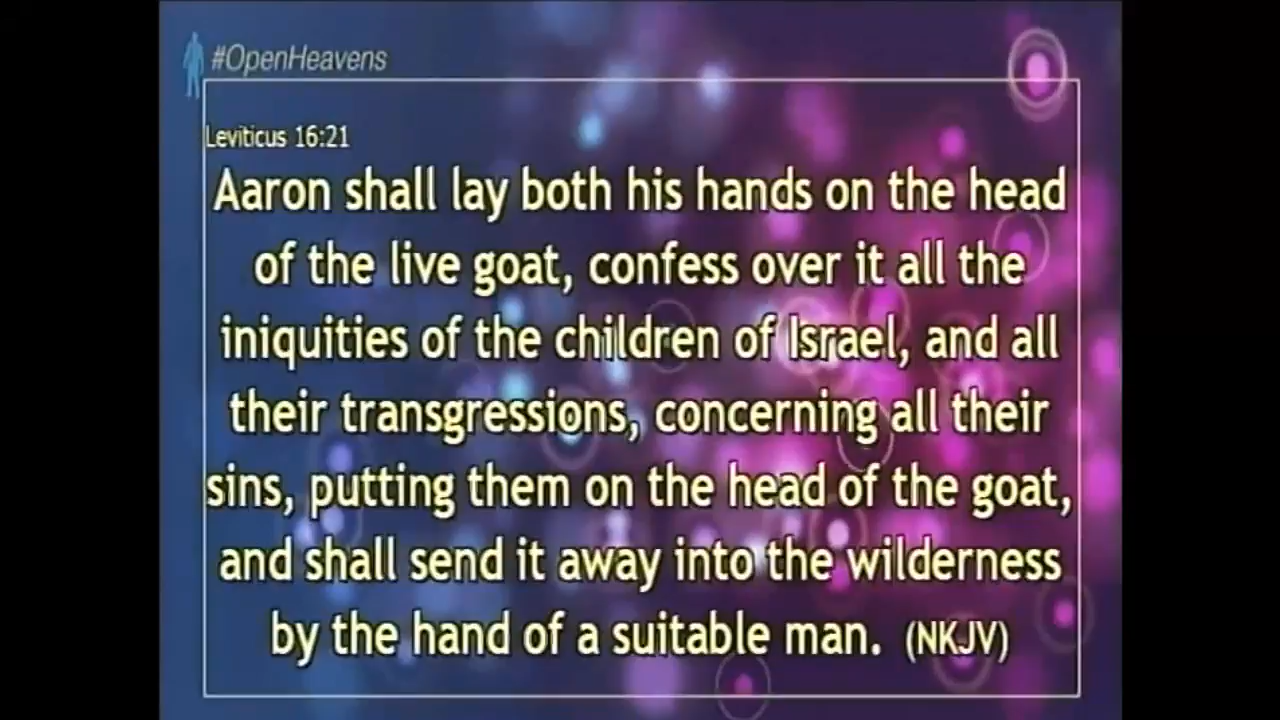 #OpenHeavens
Leviticus 16:21
Aaron shall lay both his hands on the head
of the live goat, confess over it all the
iniquities of the children of Israel, and all
their transgressions, concerning all their
sins, putting them on the head of the goat,
and shall send it away into the wilderness
by the hand of a suitable man. (NKJV)